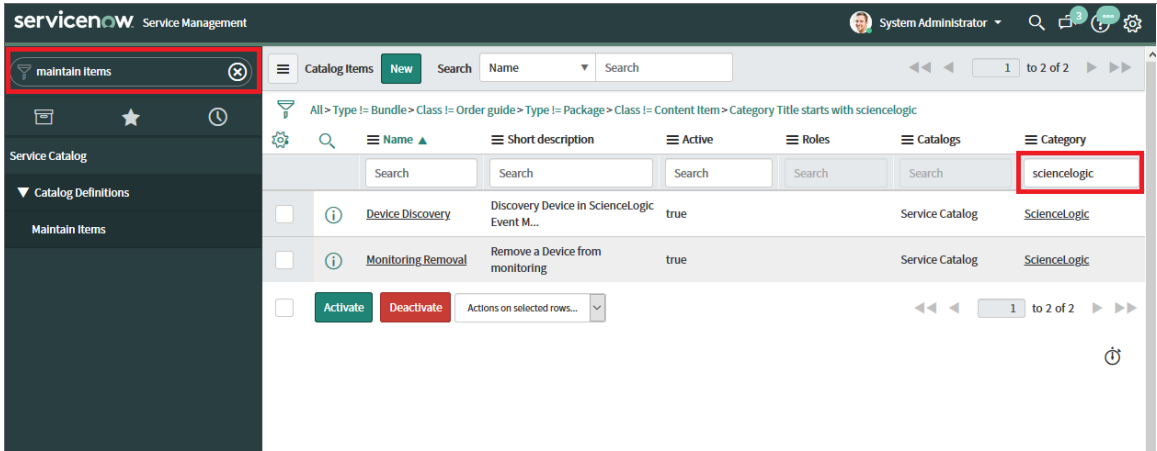 servicenow Service Management
System Administrator
3
maintain items
Catalog Items New Search Name Search 1 to 2 of 2
All > Type != Bundle > Class != Order guide > Type != Package > Class != Content Item > Category Title starts with sciencelogic
Name Short description Active Roles Catalogs Category
Search Search Search Search Search sciencelogic
Service Catalog
Catalog Definitions
Maintain Items
Device Discovery Discovery Device in ScienceLogic Event M... true Service Catalog ScienceLogic
Monitoring Removal Remove a Device from monitoring true Service Catalog ScienceLogic
Activate Deactivate Actions on selected rows... 1 to 2 of 2